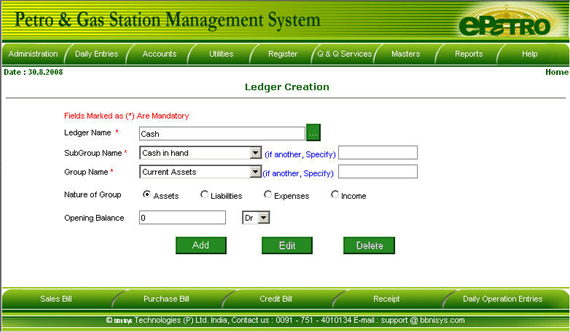 Petro & Gas Station Management System
ePetro
Administration Daily Entries Accounts Utilities Register Q & Q Services Masters Reports Help
Date : 30.8.2008 Home
Ledger Creation
Fields Marked as (*) Are Mandatory
Ledger Name * Cash ...
SubGroup Name * Cash in hand (if another, Specify)
Group Name * Current Assets (if another, Specify)
Nature of Group Assets Liabilities Expenses Income
Opening Balance 0 Dr
Add Edit Delete
Sales Bill Purchase Bill Credit Bill Receipt Daily Operation Entries
© Technologies (P) Ltd. India, Contact us : 0091 - 751 - 4010134 E-mail : support @ bbnisys.com